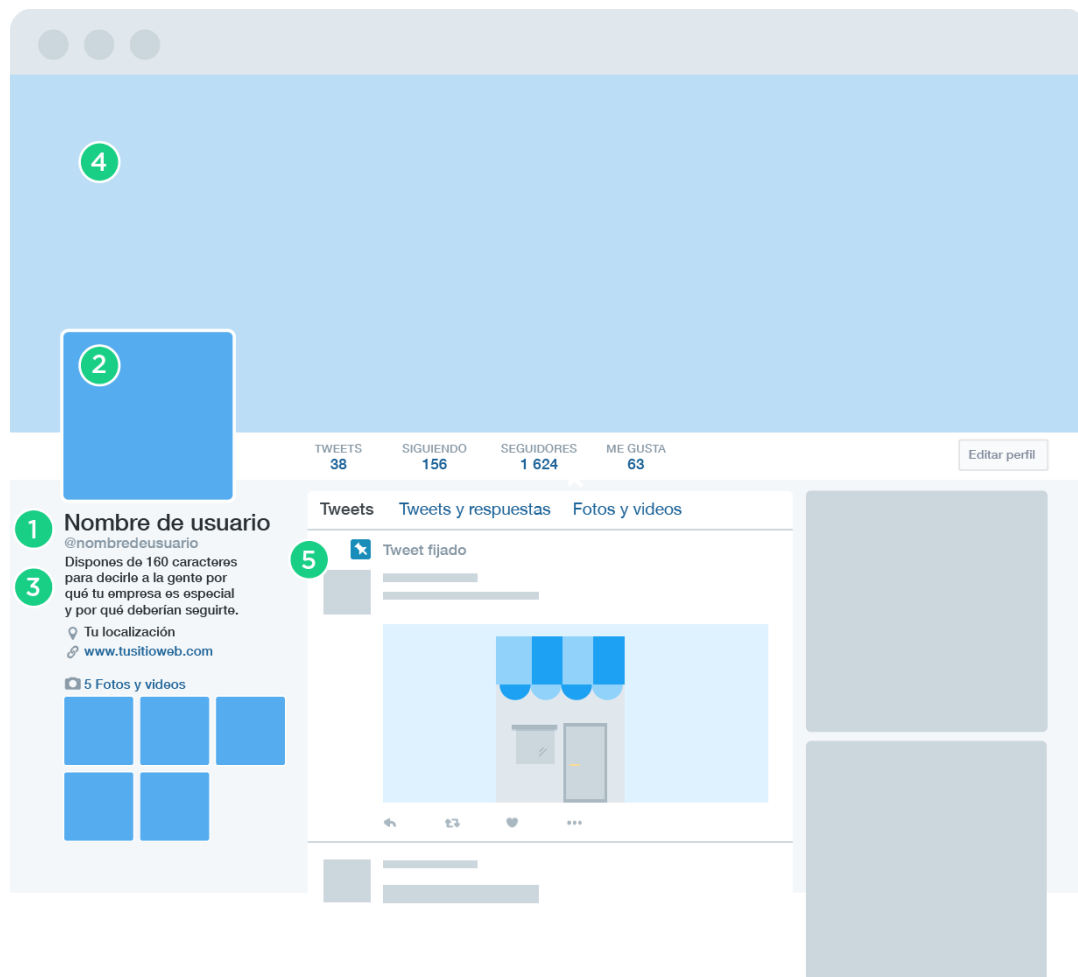 4
2
TWEETS SIGUIENDO SEGUIDORES ME GUSTA
38 156 1 624 63
Editar perfil
1
Nombre de usuario
@nombredeusuario
3
Dispones de 160 caracteres
para decirle a la gente por
qué tu empresa es especial
y por qué deberían seguirte.
Tu localización
www.tusitioweb.com
5 Fotos y videos
Tweets Tweets y respuestas Fotos y videos
5
Tweet fijado